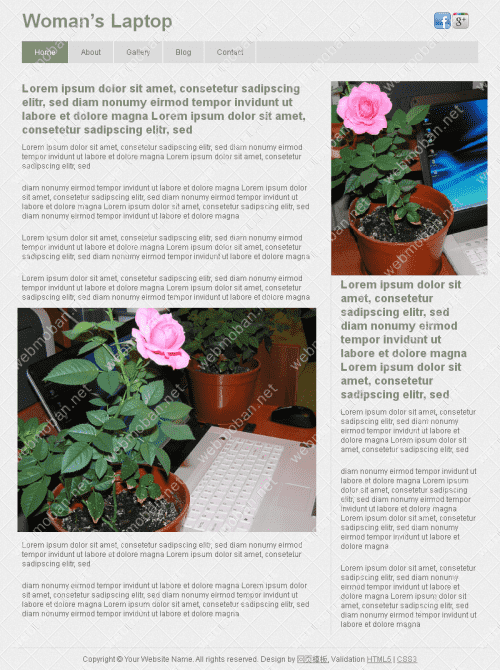 Woman's Laptop
Home About Gallery Blog Contact
Lorem ipsum dolor sit amet, consetetur sadipscing
elitr, sed diam nonumy eirmod tempor invidunt ut
labore et dolore magna Lorem ipsum dolor sit amet,
consetetur sadipscing elitr, sed
Lorem ipsum dolor sit amet, consetetur sadipscing elitr, sed diam nonumy eirmod
tempor invidunt ut labore et dolore magna Lorem ipsum dolor sit amet, consetetur
sadipscing elitr, sed
diam nonumy eirmod tempor invidunt ut labore et dolore magna Lorem ipsum dolor
sit amet, consetetur sadipscing elitr, sed diam nonumy eirmod tempor invidunt ut
labore et dolore magna Lorem ipsum dolor sit amet, consetetur sadipscing elitr, sed
diam nonumy eirmod tempor invidunt ut labore et dolore magna
Lorem ipsum dolor sit amet, consetetur sadipscing elitr, sed diam nonumy eirmod
tempor invidunt ut labore et dolore magna Lorem ipsum dolor sit amet, consetetur
sadipscing elitr, sed diam nonumy eirmod tempor invidunt ut labore et dolore magna
Lorem ipsum dolor sit amet, consetetur sadipscing elitr, sed diam nonumy eirmod
tempor invidunt ut labore et dolore magna Lorem ipsum dolor sit amet, consetetur
sadipscing elitr, sed diam nonumy eirmod tempor invidunt ut labore et dolore magna
Lorem ipsum dolor sit amet, consetetur sadipscing elitr, sed diam nonumy eirmod
tempor invidunt ut labore et dolore magna Lorem ipsum dolor sit amet, consetetur
sadipscing elitr, sed
diam nonumy eirmod tempor invidunt ut labore et dolore magna Lorem ipsum dolor
sit amet, consetetur sadipscing elitr, sed diam nonumy eirmod tempor invidunt ut
labore et dolore magna Lorem ipsum dolor sit amet, consetetur sadipscing elitr, sed
diam nonumy eirmod tempor invidunt ut labore et dolore magna
Lorem ipsum dolor sit
amet, consetetur
sadipscing elitr, sed
diam nonumy eirmod
tempor invidunt ut
labore et dolore magna
Lorem ipsum dolor sit
amet, consetetur
sadipscing elitr, sed
Lorem ipsum dolor sit amet, consetetur
sadipscing elitr, sed diam nonumy
eirmod tempor invidunt ut labore et
dolore magna Lorem ipsum dolor sit
amet, consetetur sadipscing elitr, sed
diam nonumy eirmod tempor invidunt ut
labore et dolore magna Lorem ipsum
dolor sit amet, consetetur sadipscing
elitr, sed diam nonumy eirmod tempor
invidunt ut labore et dolore magna
Lorem ipsum dolor sit amet, consetetur
sadipscing elitr, sed diam nonumy
eirmod tempor invidunt ut labore et
dolore magna
Lorem ipsum dolor sit amet, consetetur
sadipscing elitr, sed diam nonumy
eirmod tempor invidunt ut labore et
dolore magna Lorem ipsum dolor sit
amet, consetetur sadipscing elitr, sed
diam nonumy eirmod tempor invidunt ut
labore et dolore magna
Copyright © Your Website Name. All rights reserved. Design by 网页模板, Validation HTML5 | CSS3
webmoban.net